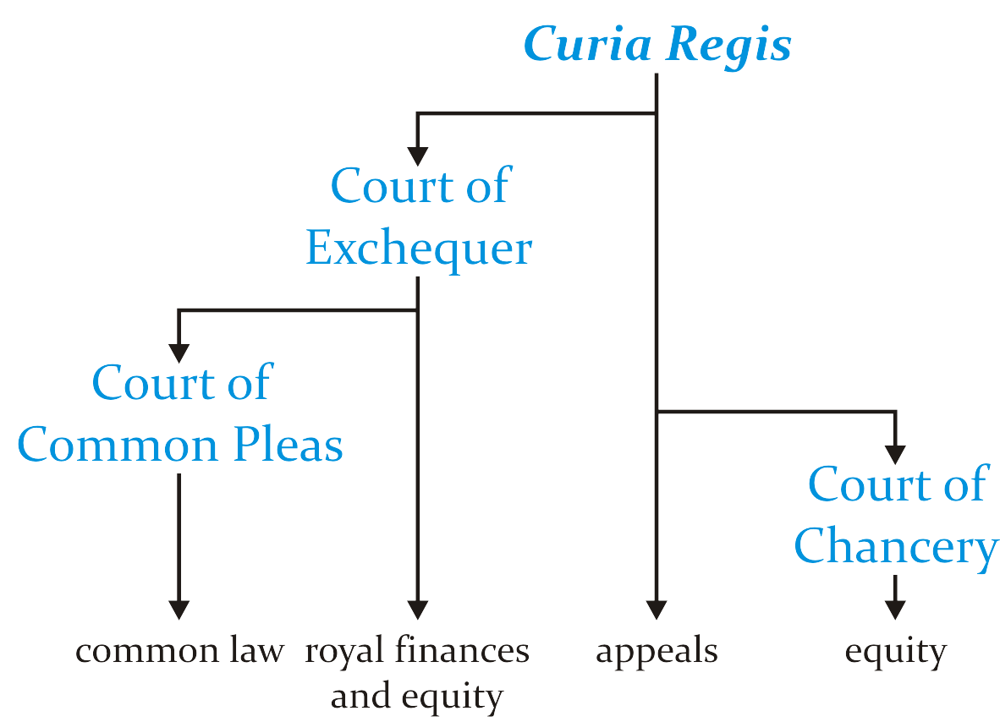 Curia Regis
Court of
Exchequer
Court of
Common Pleas
Court of
Chancery
common law
royal finances
and equity
appeals
equity